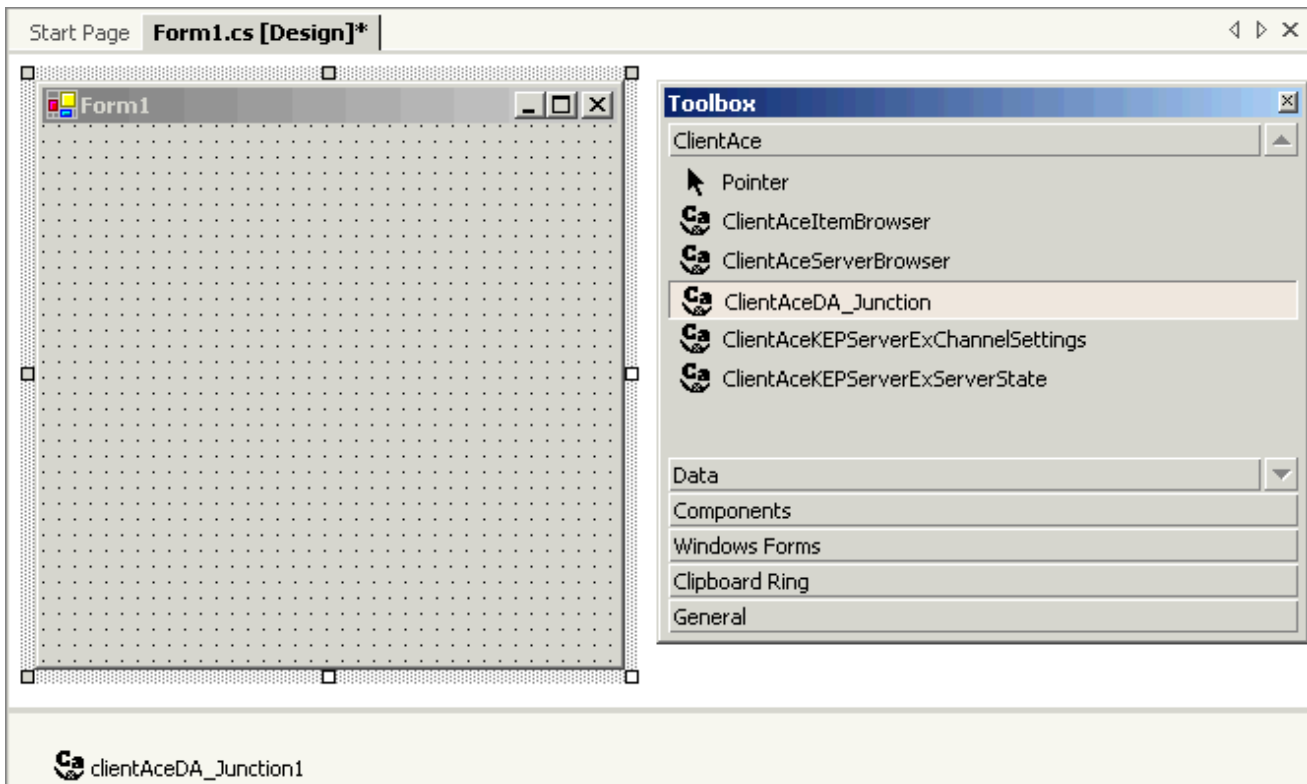 Start Page Form1.cs [Design]*
Form1
Toolbox
ClientAce
Pointer
ClientAceItemBrowser
ClientAceServerBrowser
ClientAceDA_Junction
ClientAceKEPServerExChannelSettings
ClientAceKEPServerExServerState
Data
Components
Windows Forms
Clipboard Ring
General
clientAceDA_Junction1